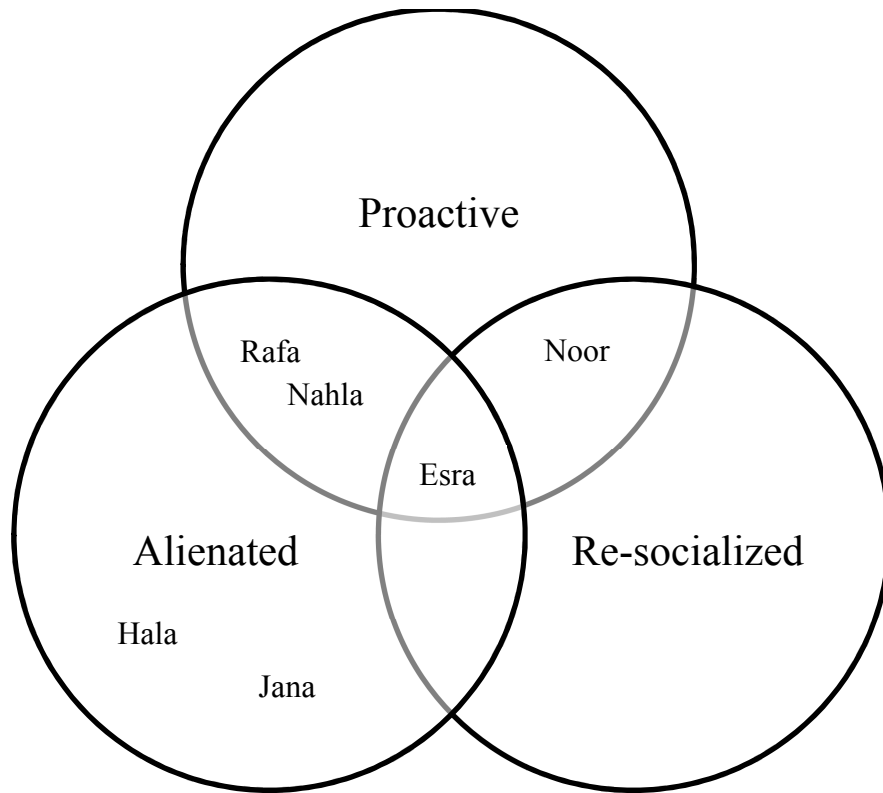 Proactive
Rafa
Noor
Nahla
Esra
Alienated
Re-socialized
Hala
Jana